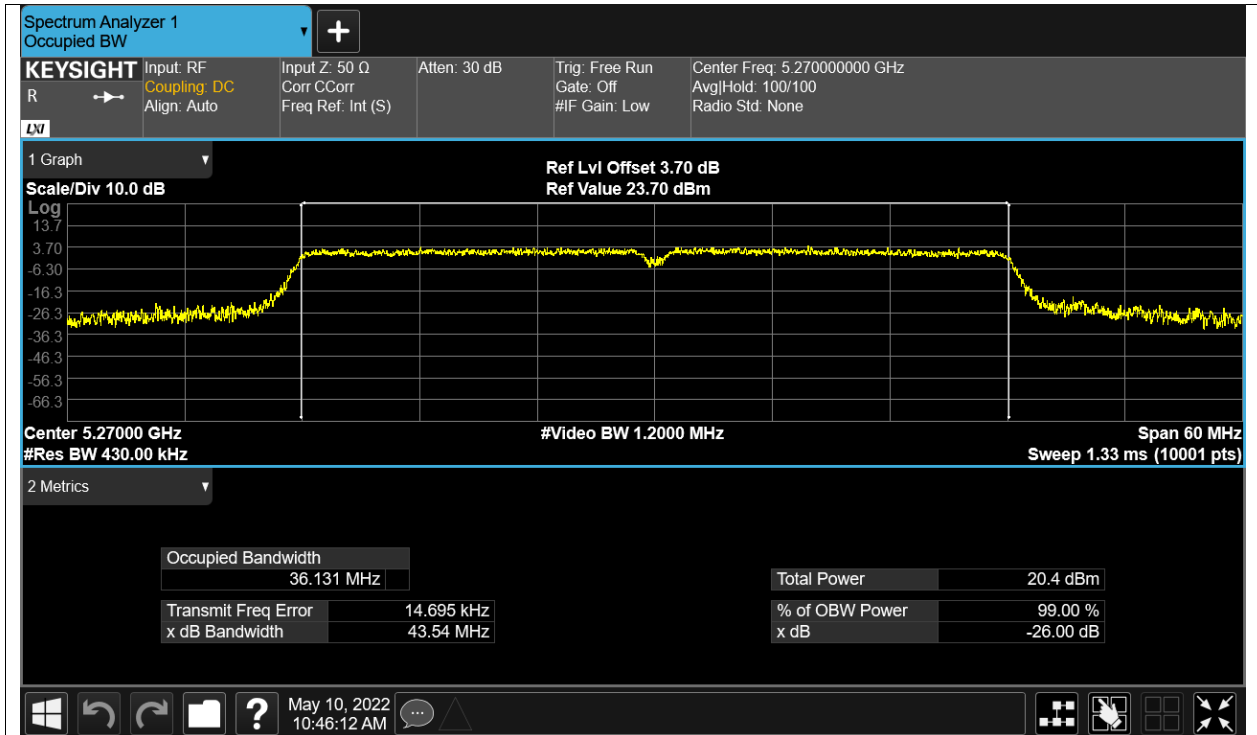 Spectrum Analyzer 1
Occupied BW
KEYSIGHT
R
LXI
Input: RF
Coupling: DC
Align: Auto
Input Z: 50 Ω
Corr CCorr
Freq Ref: Int (S)
Atten: 30 dB
Trig: Free Run
Gate: Off
#IF Gain: Low
Center Freq: 5.270000000 GHz
Avg|Hold: 100/100
Radio Std: None
1 Graph
Scale/Div 10.0 dB
Ref Lvl Offset 3.70 dB
Ref Value 23.70 dBm
Log
13.7
3.70
-6.30
-16.3
-26.3
-36.3
-46.3
-56.3
-66.3
Center 5.27000 GHz
#Video BW 1.2000 MHz
Span 60 MHz
#Res BW 430.00 kHz
Sweep 1.33 ms (10001 pts)
2 Metrics
Occupied Bandwidth
36.131 MHz
Total Power 20.4 dBm
Transmit Freq Error 14.695 kHz
% of OBW Power 99.00 %
x dB Bandwidth 43.54 MHz
x dB -26.00 dB
?
May 10, 2022
10:46:12 AM